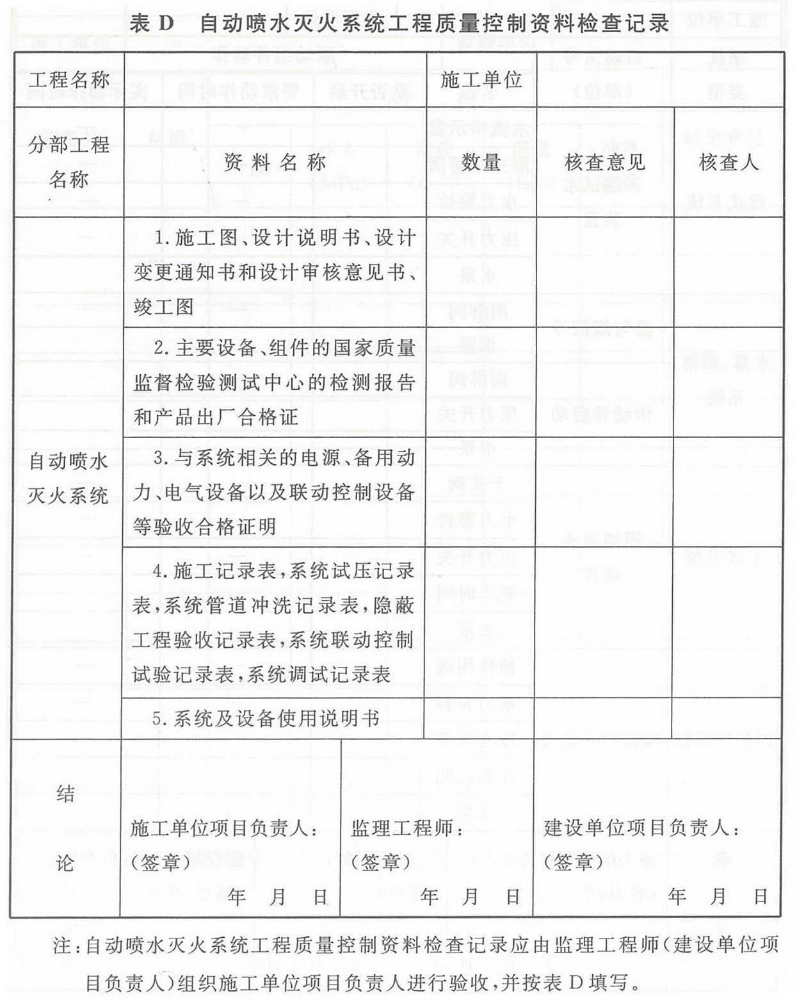 表 D 自动喷水灭火系统工程质量控制资料检查记录
工程名称
施工单位
分部工程
名称
资料名称
数量
核查意见
核查人
自动喷水
灭火系统
1. 施工图、设计说明书、设计
变更通知书和设计审核意见书、
竣工图
2. 主要设备、组件的国家质量
监督检验测试中心的检测报告
和产品出厂合格证
3. 与系统相关的电源、备用动
力、电气设备以及联动控制设备
等验收合格证明
4. 施工记录表,系统试压记录
表,系统管道冲洗记录表,隐蔽
工程验收记录表,系统联动控制
试验记录表,系统调试记录表
5. 系统及设备使用说明书
结
论
施工单位项目负责人:
(签章)
年 月 日
监理工程师:
(签章)
年 月 日
建设单位项目负责人:
(签章)
年 月 日
注:自动喷水灭火系统工程质量控制资料检查记录应由监理工程师(建设单位项
目负责人)组织施工单位项目负责人进行验收,并按表 D 填写。